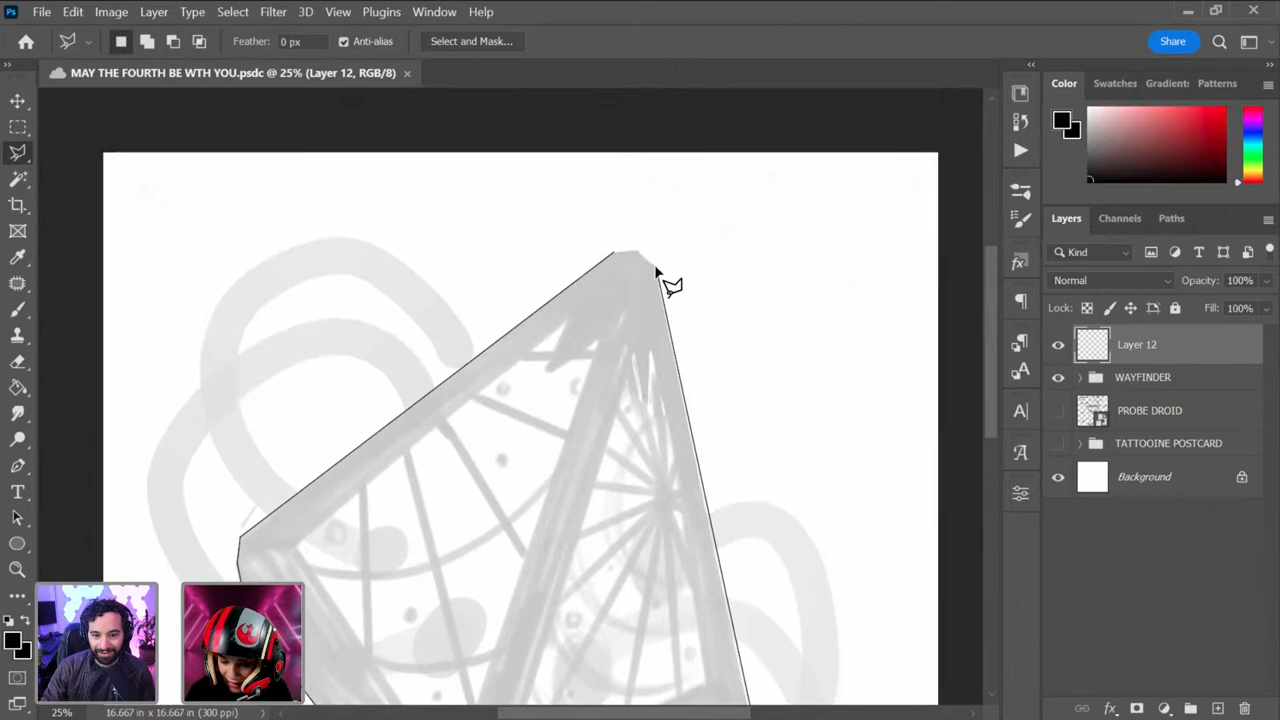 Ps File Edit Image Layer Type Select Filter 3D View Plugins Window Help
Feather: 0 px Anti-alias Select and Mask... Share
MAY THE FOURTH BE WTH YOU.psdc @ 25% (Layer 12, RGB/8) ×
Color Swatches Gradient: Patterns
Layers Channels Paths
Kind
Normal Opacity: 100%
Lock: Fill: 100%
Layer 12
WAYFINDER
PROBE DROID
TATTOOINE POSTCARD
Background
25% 16.667 in x 16.667 in (300 ppi)